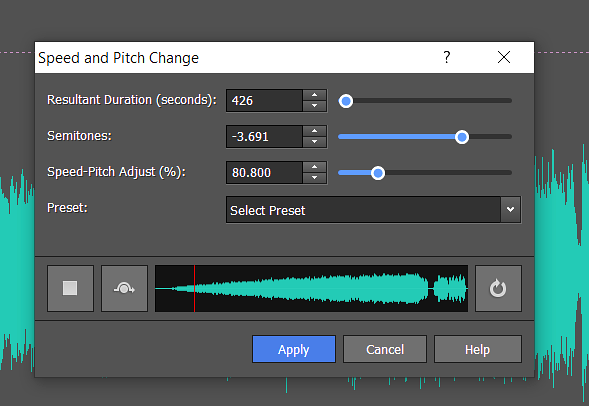 Speed and Pitch Change ?
Resultant Duration (seconds): 426
Semitones: -3.691
Speed-Pitch Adjust (%): 80.800
Preset: Select Preset
Apply Cancel Help